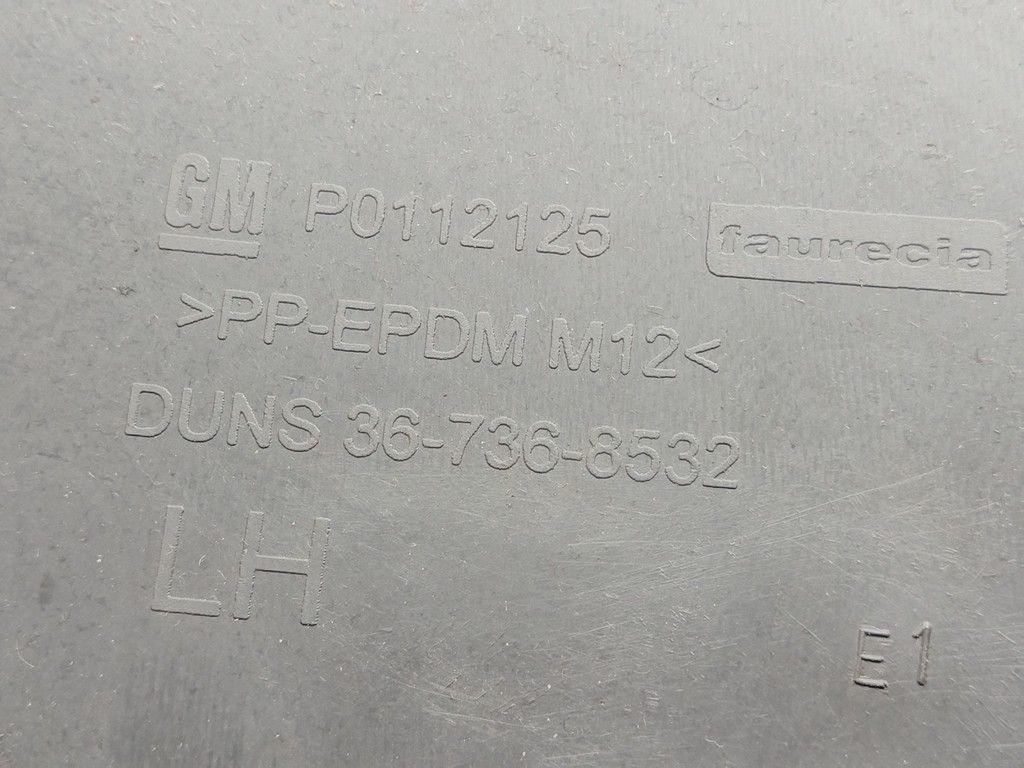 GM P0112125 faurecia
>PP-EPDM M12<
DUNS 36-736-8532
LH
E1